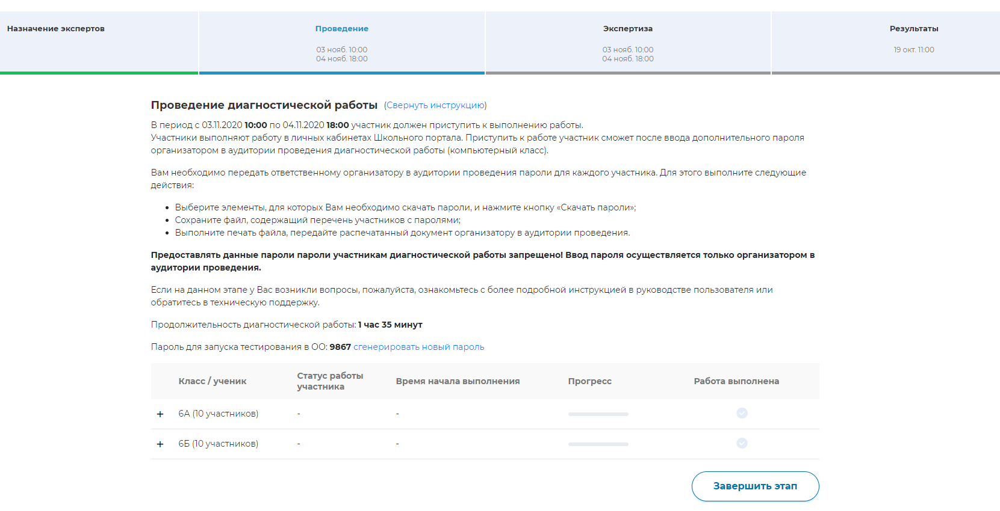 Назначение экспертов
Проведение
03 нояб. 10:00
04 нояб. 18:00
Экспертиза
03 нояб. 10:00
04 нояб. 18:00
Результаты
19 окт. 11:00
Проведение диагностической работы (Свернуть инструкцию)
В период с 03.11.2020 10:00 по 04.11.2020 18:00 участник должен приступить к выполнению работы.
Участники выполняют работу в личных кабинетах Школьного портала. Приступить к работе участник сможет после ввода дополнительного пароля
организатором в аудитории проведения диагностической работы (компьютерный класс).
Вам необходимо передать ответственному организатору в аудитории проведения пароли для каждого участника. Для этого выполните следующие
действия:
• Выберите элементы, для которых Вам необходимо скачать пароли, и нажмите кнопку «Скачать пароли»;
• Сохраните файл, содержащий перечень участников с паролями;
• Выполните печать файла, передайте распечатанный документ организатору в аудитории проведения.
Предоставлять данные пароли пароли участникам диагностической работы запрещено! Ввод пароля осуществляется только организатором в
аудитории проведения.
Если на данном этапе у Вас возникли вопросы, пожалуйста, ознакомьтесь с более подробной инструкцией в руководстве пользователя или
обратитесь в техническую поддержку.
Продолжительность диагностической работы: 1 час 35 минут
Пароль для запуска тестирования в ОО: 9867 сгенерировать новый пароль
Класс / ученик
Статус работы
участника
Время начала выполнения
Прогресс
Работа выполнена
+ 6А (10 участников) - -
+ 6Б (10 участников) - -
Завершить этап